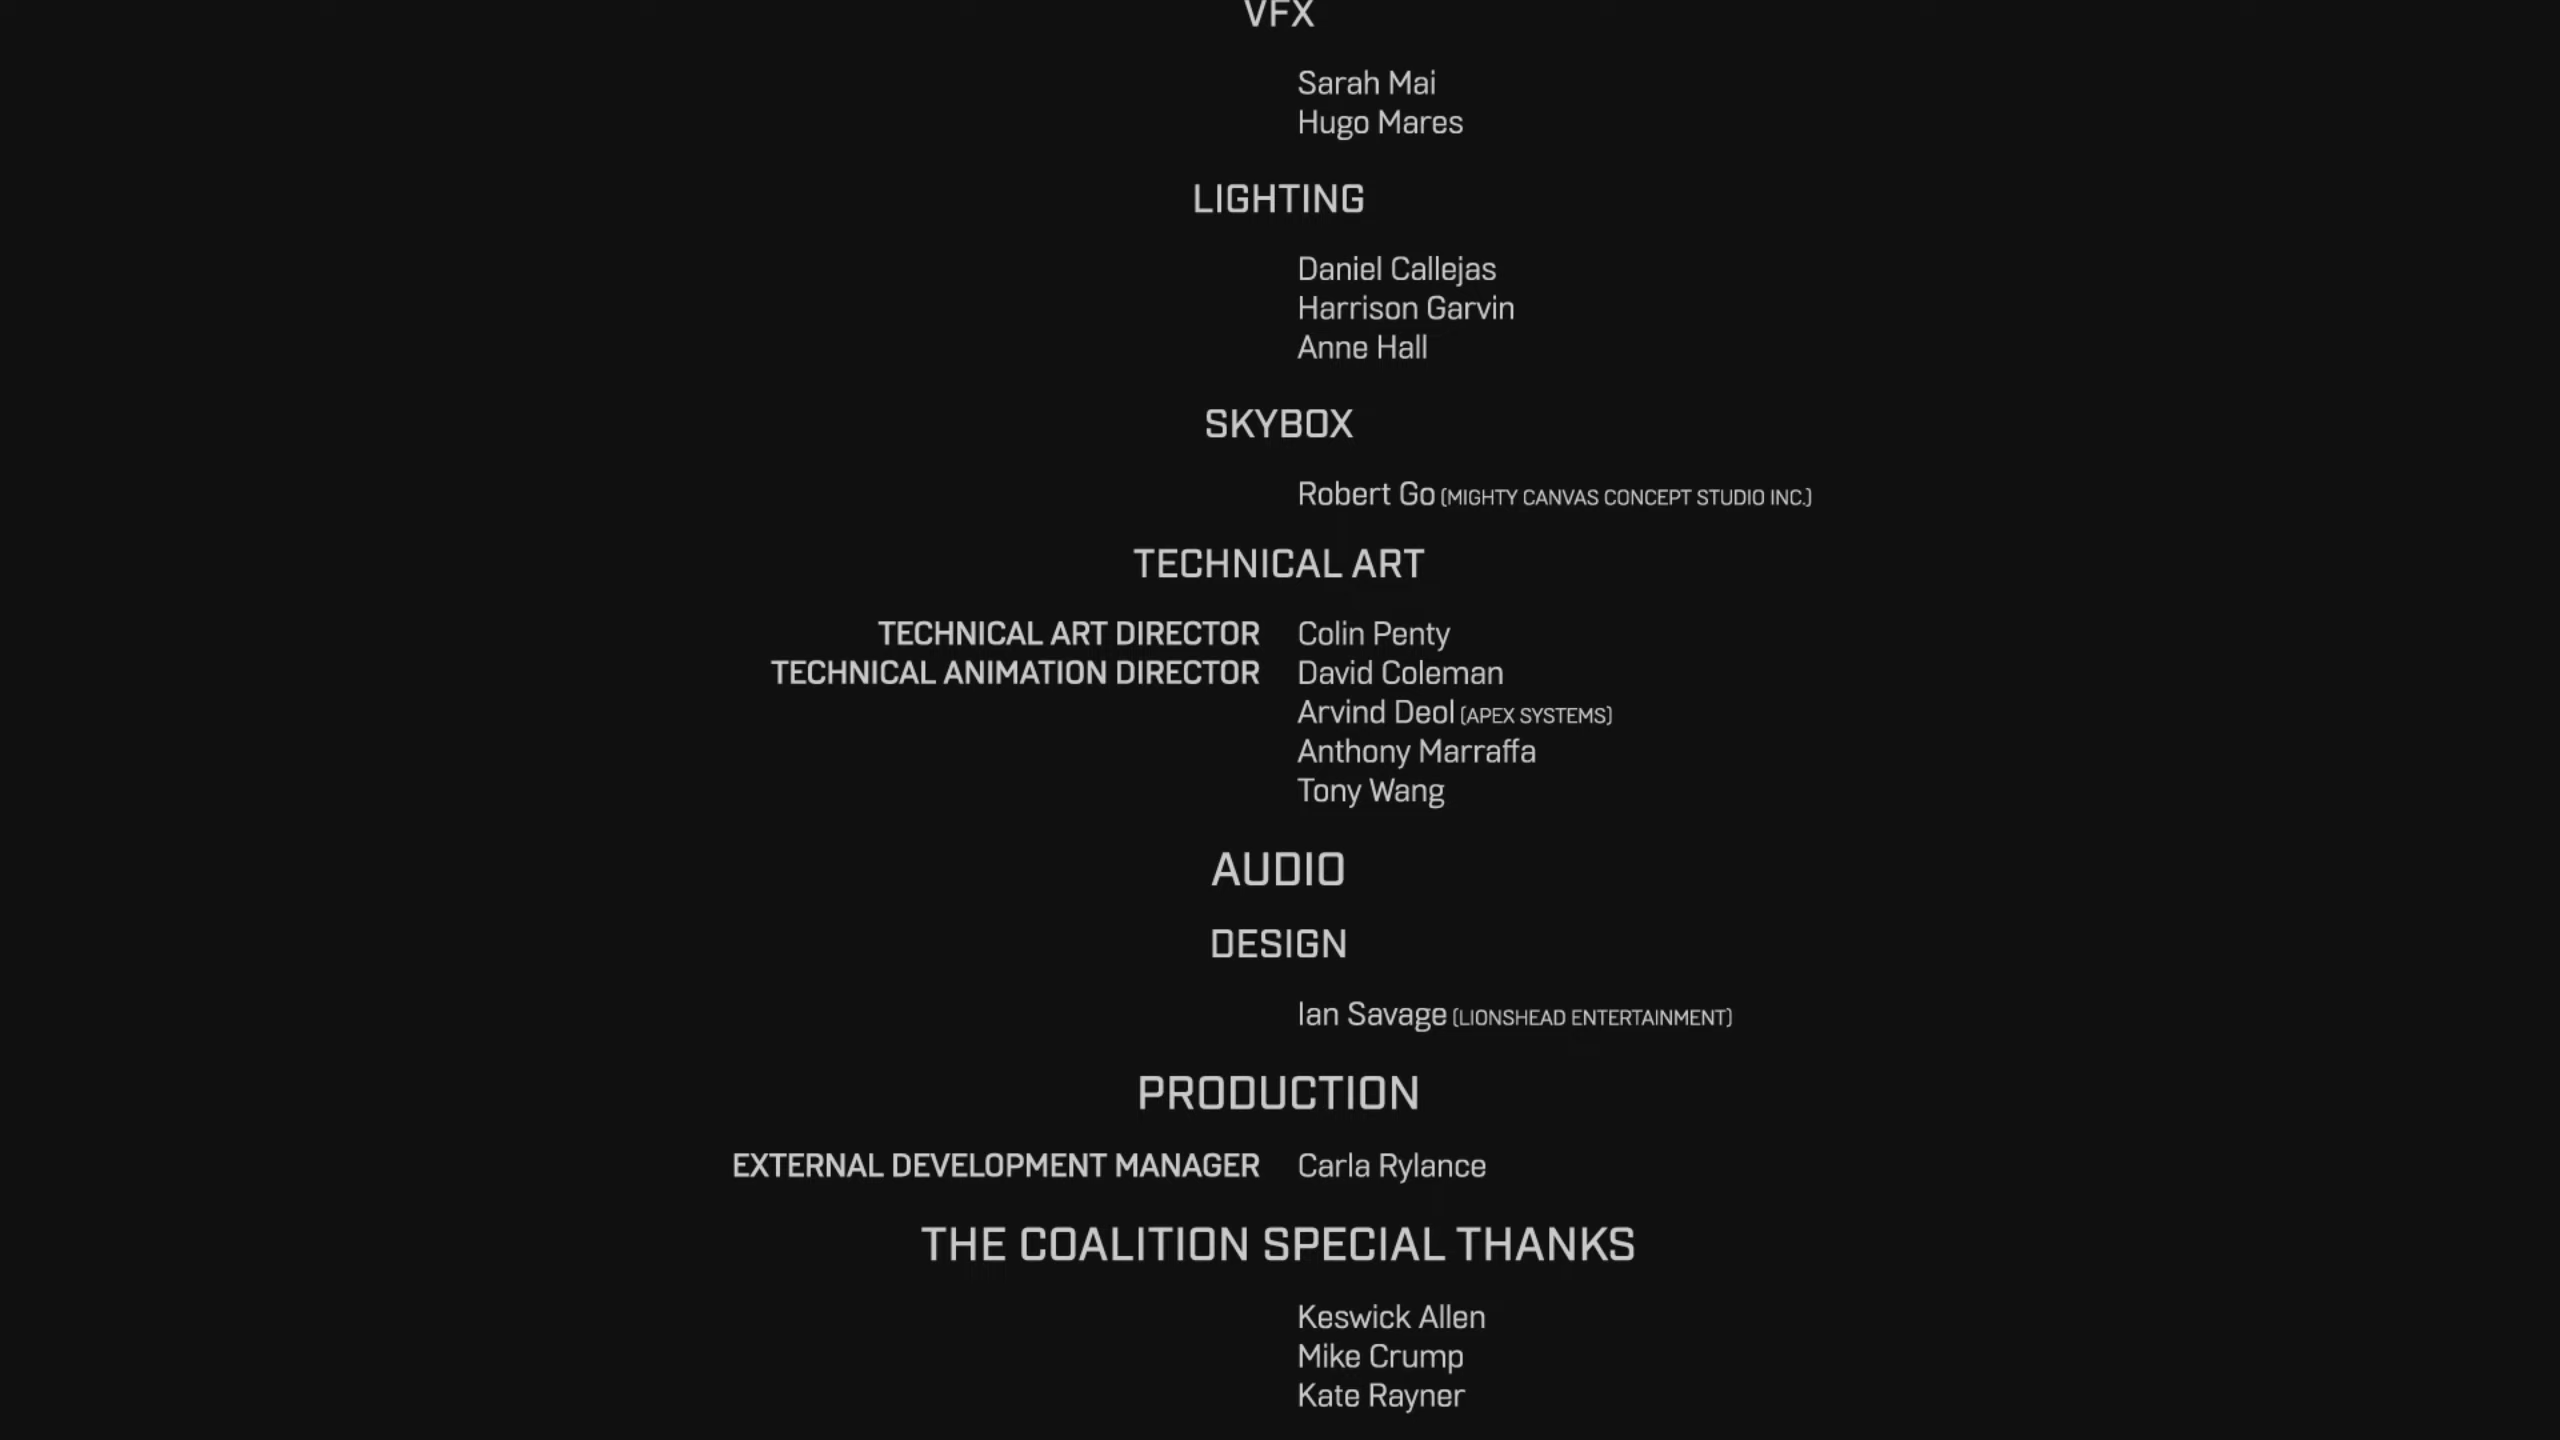 VFX
Sarah Mai
Hugo Mares
LIGHTING
Daniel Callejas
Harrison Garvin
Anne Hall
SKYBOX
Robert Go (MIGHTY CANVAS CONCEPT STUDIO INC.)
TECHNICAL ART
TECHNICAL ART DIRECTOR Colin Penty
TECHNICAL ANIMATION DIRECTOR David Coleman
Arvind Deol (APEX SYSTEMS)
Anthony Marraffa
Tony Wang
AUDIO
DESIGN
Ian Savage (LIONSHEAD ENTERTAINMENT)
PRODUCTION
EXTERNAL DEVELOPMENT MANAGER Carla Rylance
THE COALITION SPECIAL THANKS
Keswick Allen
Mike Crump
Kate Rayner